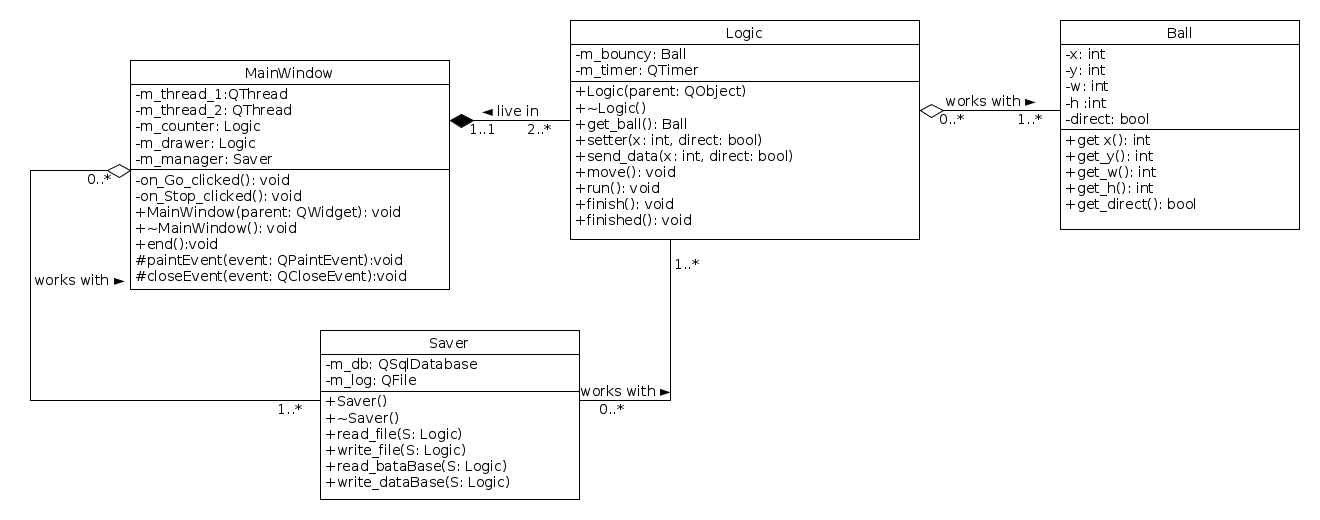 MainWindow
-m_thread_1:QThread
-m_thread_2: QThread
-m_counter: Logic
-m_drawer: Logic
-m_manager: Saver
-on_Go_clicked(): void
-on_Stop_clicked(): void
+MainWindow(parent: QWidget): void
+~MainWindow(): void
+end():void
#paintEvent(event: QPaintEvent):void
#closeEvent(event: QCloseEvent):void
◄ live in
1..1
2..*
Logic
-m_bouncy: Ball
-m_timer: QTimer
+Logic(parent: QObject)
+~Logic()
+get_ball(): Ball
+setter(x: int, direct: bool)
+send_data(x: int, direct: bool)
+move(): void
+run(): void
+finish(): void
+finished(): void
works with ►
0..*
1..*
Ball
-x: int
-y: int
-w: int
-h :int
-direct: bool
+get x(): int
+get_y(): int
+get_w(): int
+get_h(): int
+get_direct(): bool
0..*
works with ►
1..*
Saver
-m_db: QSqlDatabase
-m_log: QFile
+Saver()
+~Saver()
+read_file(S: Logic)
+write_file(S: Logic)
+read_bataBase(S: Logic)
+write_dataBase(S: Logic)
1..*
works with ►
0..*